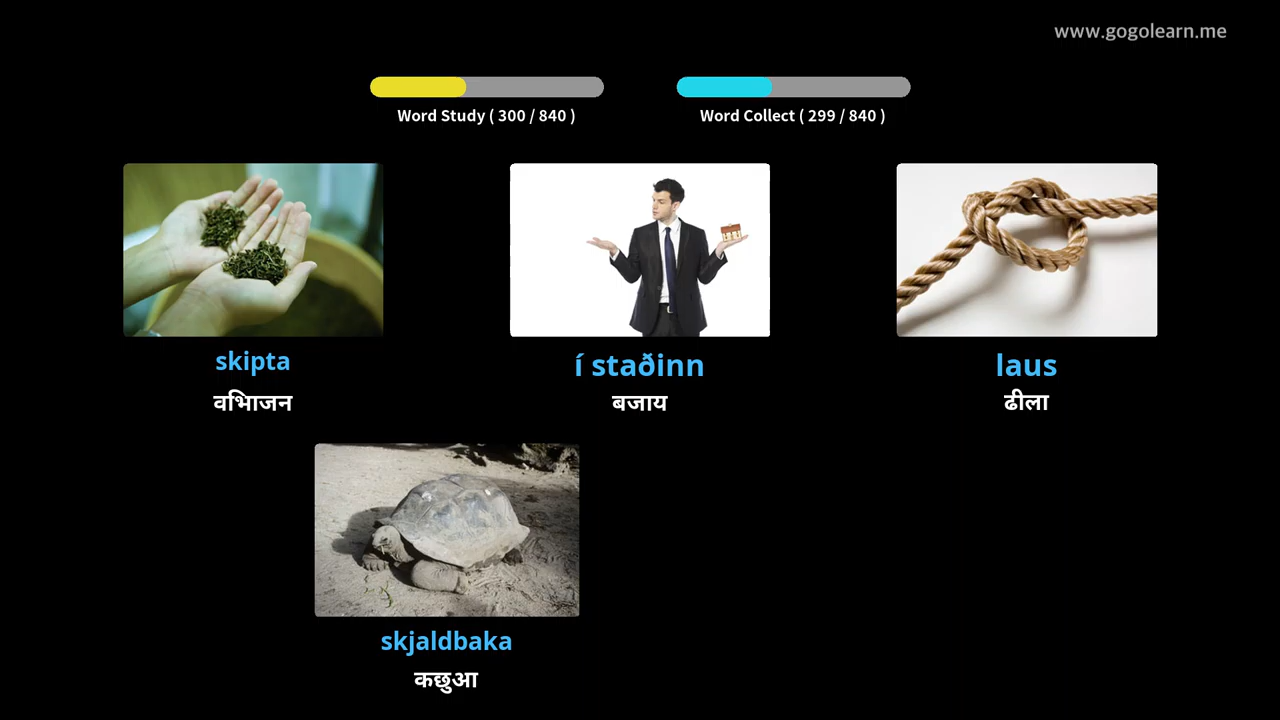 www.gogolearn.me
Word Study ( 300 / 840 )
Word Collect ( 299 / 840 )
skipta
í staðinn
laus
वभिाजन
बजाय
ढीला
skjaldbaka
कछुआ